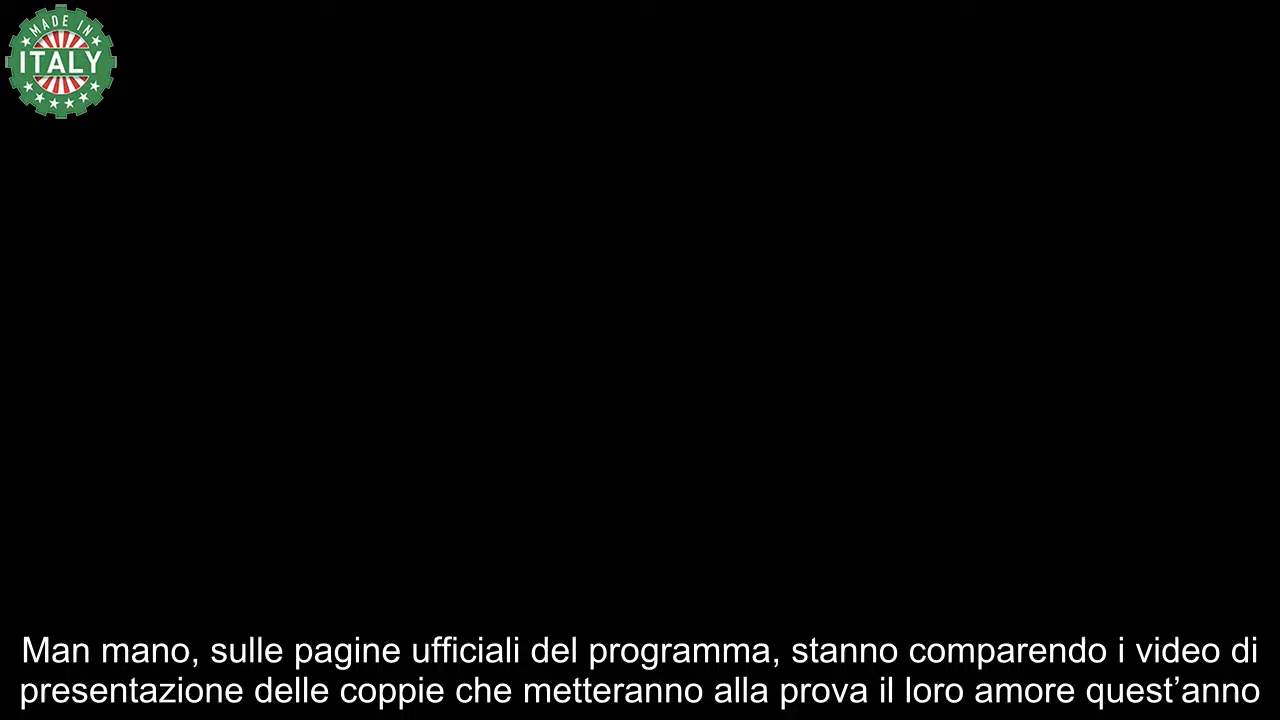 MADE IN
ITALY
Man mano, sulle pagine ufficiali del programma, stanno comparendo i video di
presentazione delle coppie che metteranno alla prova il loro amore quest’anno